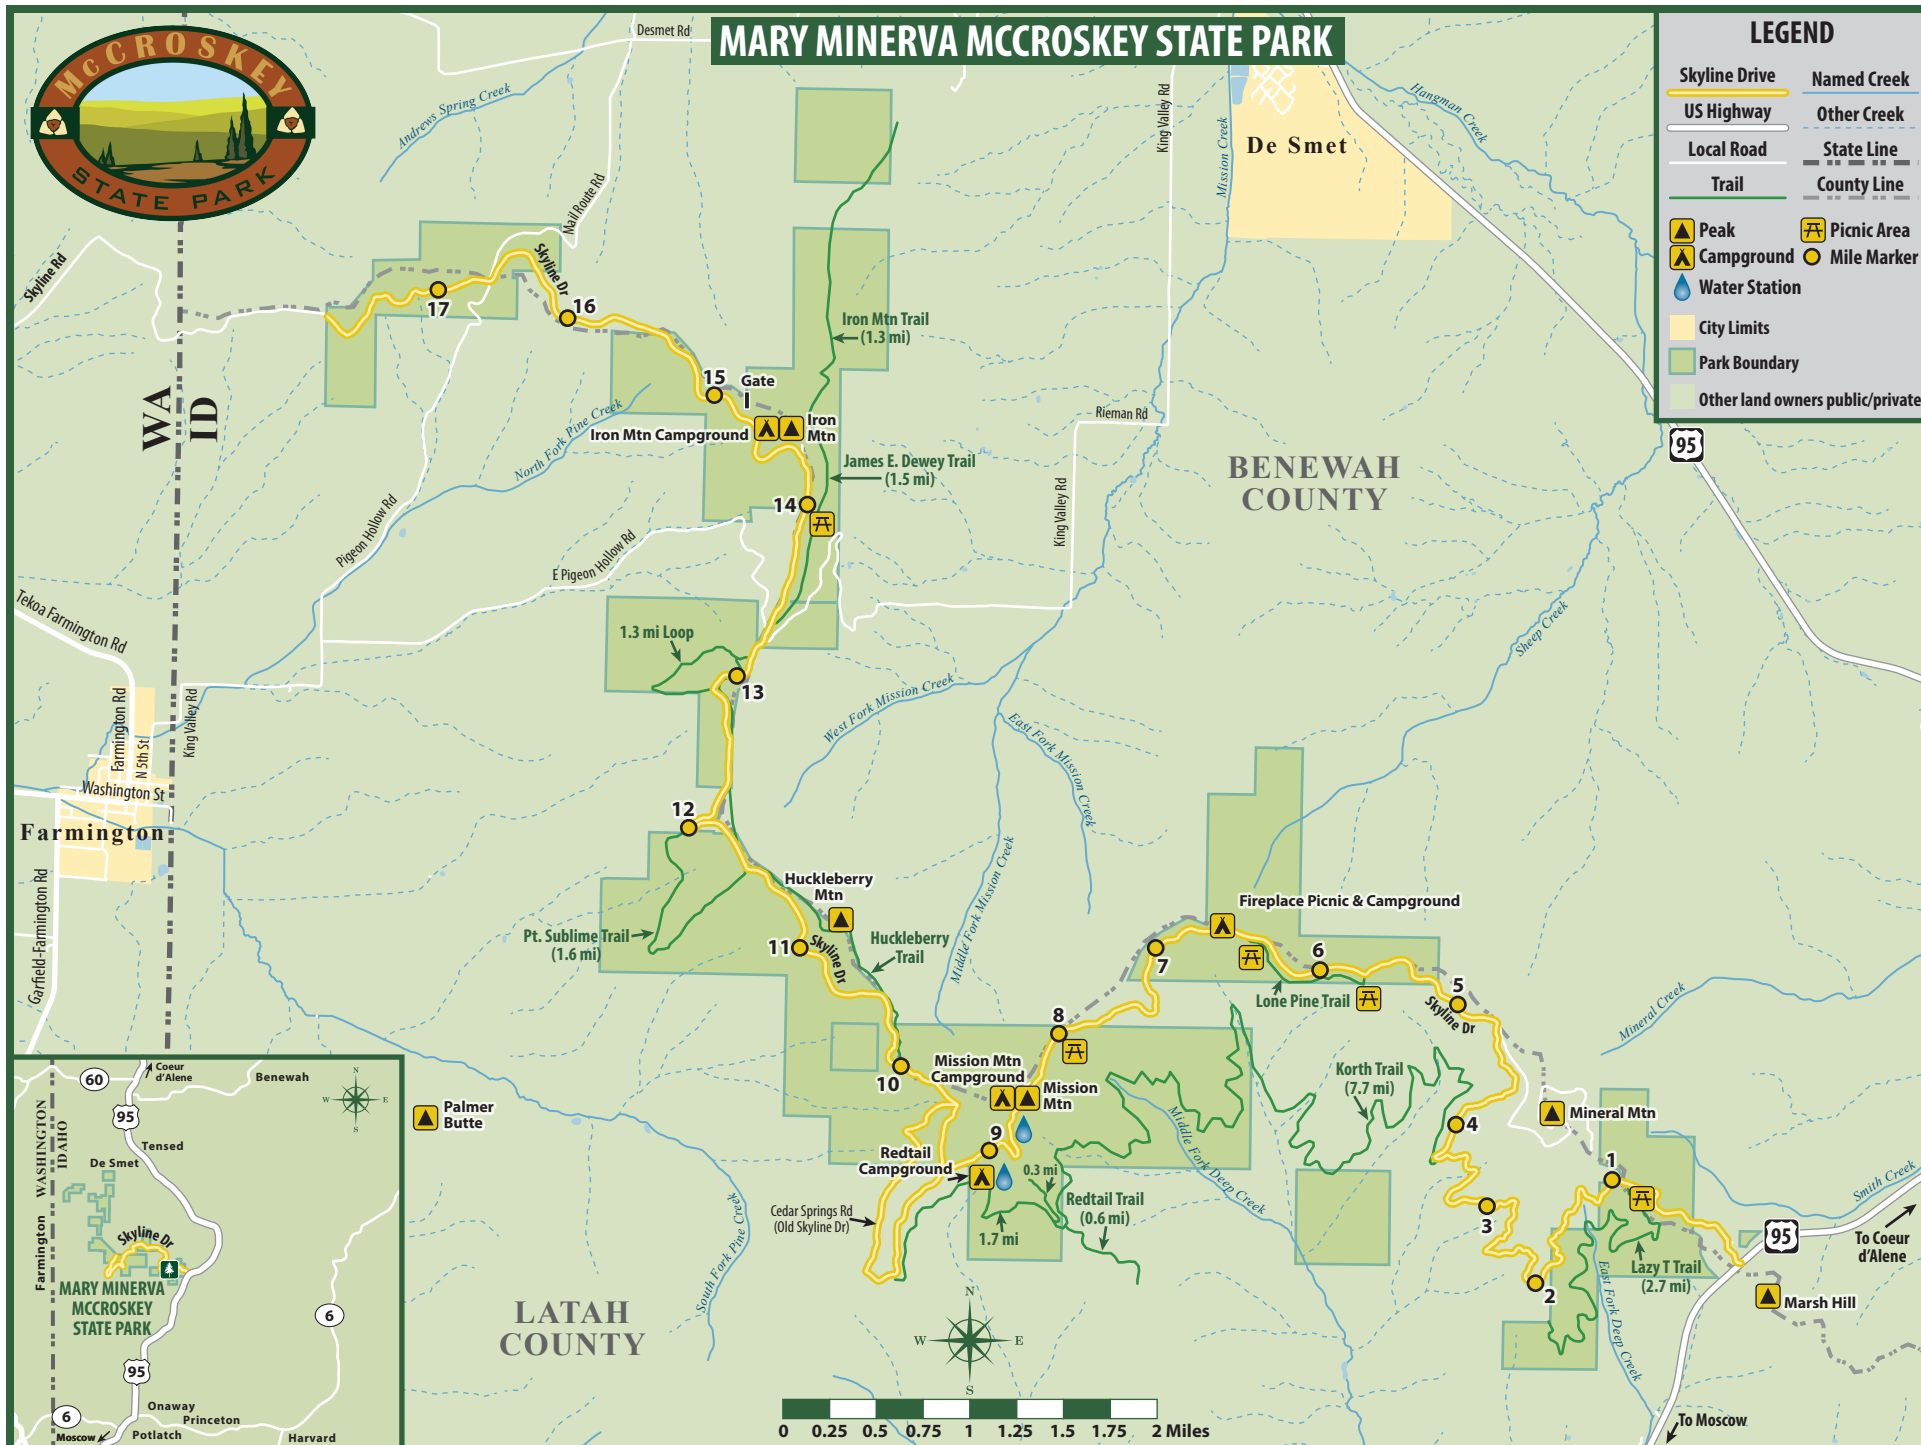 MARY MINERVA MCCROSKEY STATE PARK
McCROSKEY
STATE PARK
LEGEND
Skyline Drive
Named Creek
US Highway
Other Creek
Local Road
State Line
Trail
County Line
Peak
Picnic Area
Campground
Mile Marker
Water Station
City Limits
Park Boundary
Other land owners public/private
Desmet Rd
Andrews Spring Creek
Mail Route Rd
King Valley Rd
Mission Creek
De Smet
Hangman Creek
Skyline Rd
Skyline Dr
17
16
Iron Mtn Trail
(1.3 mi)
15
Gate
WA
ID
North Fork Pine Creek
Iron Mtn Campground
Iron
Mtn
Rieman Rd
95
James E. Dewey Trail
(1.5 mi)
BENEWAH
COUNTY
14
King Valley Rd
Pigeon Hollow Rd
E Pigeon Hollow Rd
Tekoa Farmington Rd
1.3 mi Loop
Sheep Creek
13
Farmington Rd
N 5th St
King Valley Rd
West Fork Mission Creek
East Fork Mission Creek
Washington St
Farmington
12
Garfield-Farmington Rd
Huckleberry
Mtn
Middle Fork Mission Creek
Fireplace Picnic & Campground
Pt. Sublime Trail
(1.6 mi)
11
Skyline Dr
Huckleberry
Trail
7
6
Lone Pine Trail
5
Skyline Dr
Mineral Creek
8
10
Mission Mtn
Campground
Mission
Mtn
Korth Trail
(7.7 mi)
Palmer
Butte
4
Mineral Mtn
9
Redtail
Campground
Middle Fork Deep Creek
0.3 mi
Redtail Trail
(0.6 mi)
1
Smith Creek
Cedar Springs Rd
(Old Skyline Dr)
1.7 mi
3
South Fork Pine Creek
95
To Coeur
d'Alene
2
East Fork Deep Creek
Lazy T Trail
(2.7 mi)
Marsh Hill
LATAH
COUNTY
N
W
E
S
0 0.25 0.5 0.75 1 1.25 1.5 1.75 2 Miles
To Moscow
Coeur
d'Alene
60
Benewah
N
W
E
S
95
WASHINGTON
IDAHO
Tensed
De Smet
Farmington
Skyline Dr
MARY MINERVA
MCCROSKEY
STATE PARK
6
95
Onaway
6
Princeton
Moscow
Potlatch
Harvard